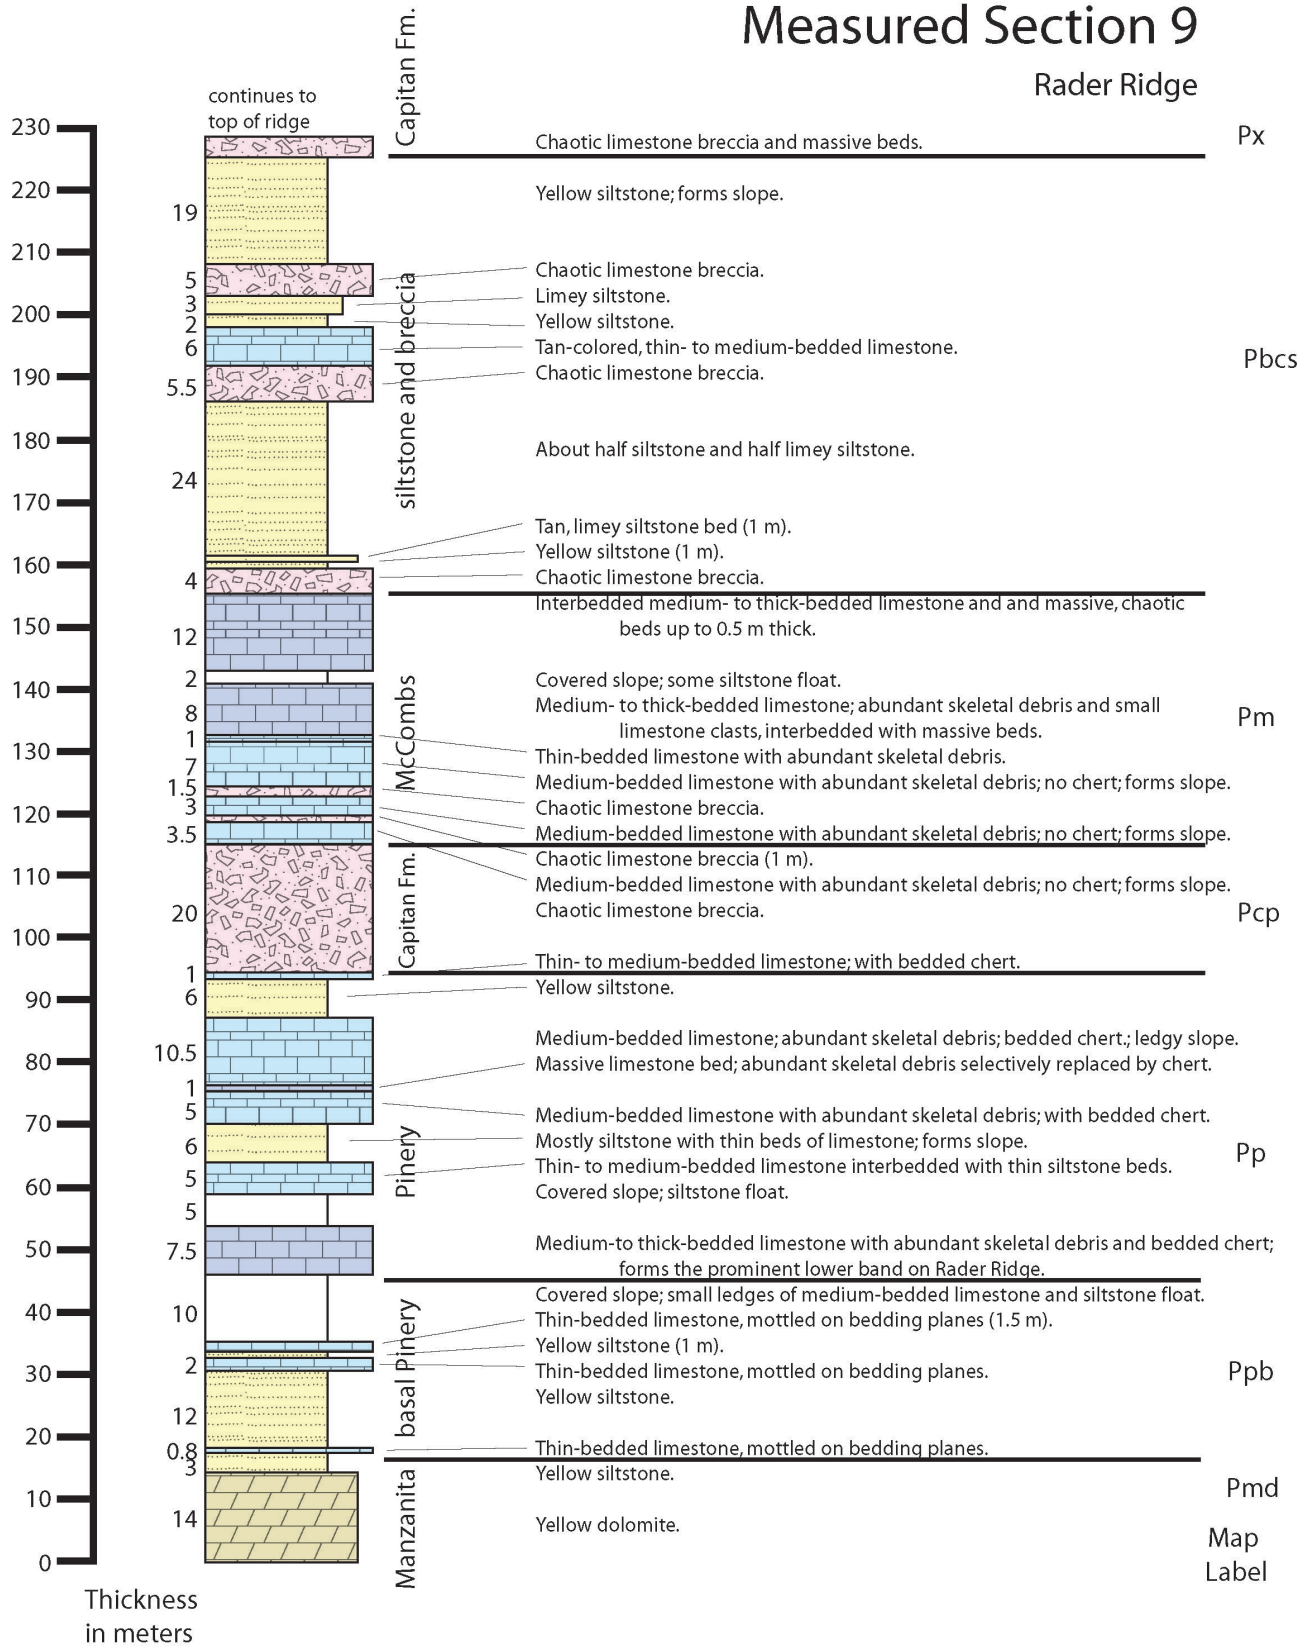 Measured Section 9
Rader Ridge
continues to
top of ridge
Capitan Fm.
230
Chaotic limestone breccia and massive beds.
Px
220
Yellow siltstone; forms slope.
19
210
5
Chaotic limestone breccia.
3
Limey siltstone.
200
2
Yellow siltstone.
6
Tan-colored, thin- to medium-bedded limestone.
Pbcs
190
5.5
Chaotic limestone breccia.
siltstone and breccia
180
About half siltstone and half limey siltstone.
24
170
Tan, limey siltstone bed (1 m).
160
Yellow siltstone (1 m).
4
Chaotic limestone breccia.
Interbedded medium- to thick-bedded limestone and and massive, chaotic
beds up to 0.5 m thick.
150
12
2
Covered slope; some siltstone float.
140
8
Medium- to thick-bedded limestone; abundant skeletal debris and small
limestone clasts, interbedded with massive beds.
Pm
McCombs
130
1
Thin-bedded limestone with abundant skeletal debris.
7
Medium-bedded limestone with abundant skeletal debris; no chert; forms slope.
1.5
Chaotic limestone breccia.
3
120
Medium-bedded limestone with abundant skeletal debris; no chert; forms slope.
3.5
Chaotic limestone breccia (1 m).
110
Medium-bedded limestone with abundant skeletal debris; no chert; forms slope.
20
Chaotic limestone breccia.
Capitan Fm.
Pcp
100
1
Thin- to medium-bedded limestone; with bedded chert.
90
6
Yellow siltstone.
10.5
Medium-bedded limestone; abundant skeletal debris; bedded chert.; ledgy slope.
80
1
Massive limestone bed; abundant skeletal debris selectively replaced by chert.
5
Medium-bedded limestone with abundant skeletal debris; with bedded chert.
70
6
Mostly siltstone with thin beds of limestone; forms slope.
Pinery
Pp
5
Thin- to medium-bedded limestone interbedded with thin siltstone beds.
60
5
Covered slope; siltstone float.
50
7.5
Medium-to thick-bedded limestone with abundant skeletal debris and bedded chert;
forms the prominent lower band on Rader Ridge.
10
Covered slope; small ledges of medium-bedded limestone and siltstone float.
40
Thin-bedded limestone, mottled on bedding planes (1.5 m).
Yellow siltstone (1 m).
2
Thin-bedded limestone, mottled on bedding planes.
basal Pinery
Ppb
30
12
Yellow siltstone.
20
0.8
Thin-bedded limestone, mottled on bedding planes.
3
Yellow siltstone.
Manzanita
Pmd
10
14
Yellow dolomite.
0
Map
Label
Thickness
in meters